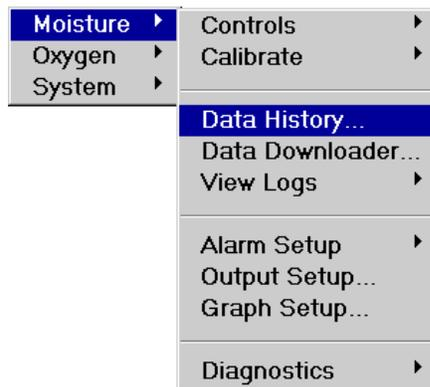 Moisture
Oxygen
System
Controls
Calibrate
Data History...
Data Downloader...
View Logs
Alarm Setup
Output Setup...
Graph Setup...
Diagnostics